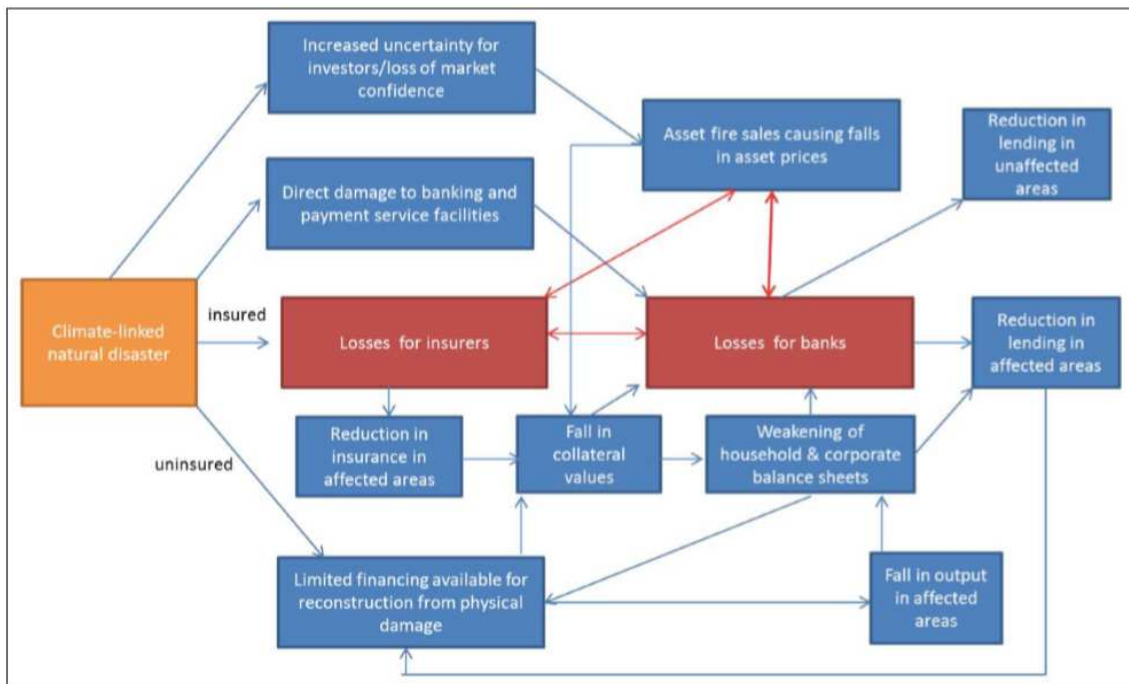 Increased uncertainty for
investors/loss of market
confidence
Asset fire sales causing falls
in asset prices
Reduction in
lending in
unaffected
areas
Direct damage to banking and
payment service facilities
Climate-linked
natural disaster
insured
Losses for insurers
Losses for banks
Reduction in
lending in
affected areas
uninsured
Reduction in
insurance in
affected areas
Fall in
collateral
values
Weakening of
household & corporate
balance sheets
Limited financing available for
reconstruction from physical
damage
Fall in output
in affected
areas